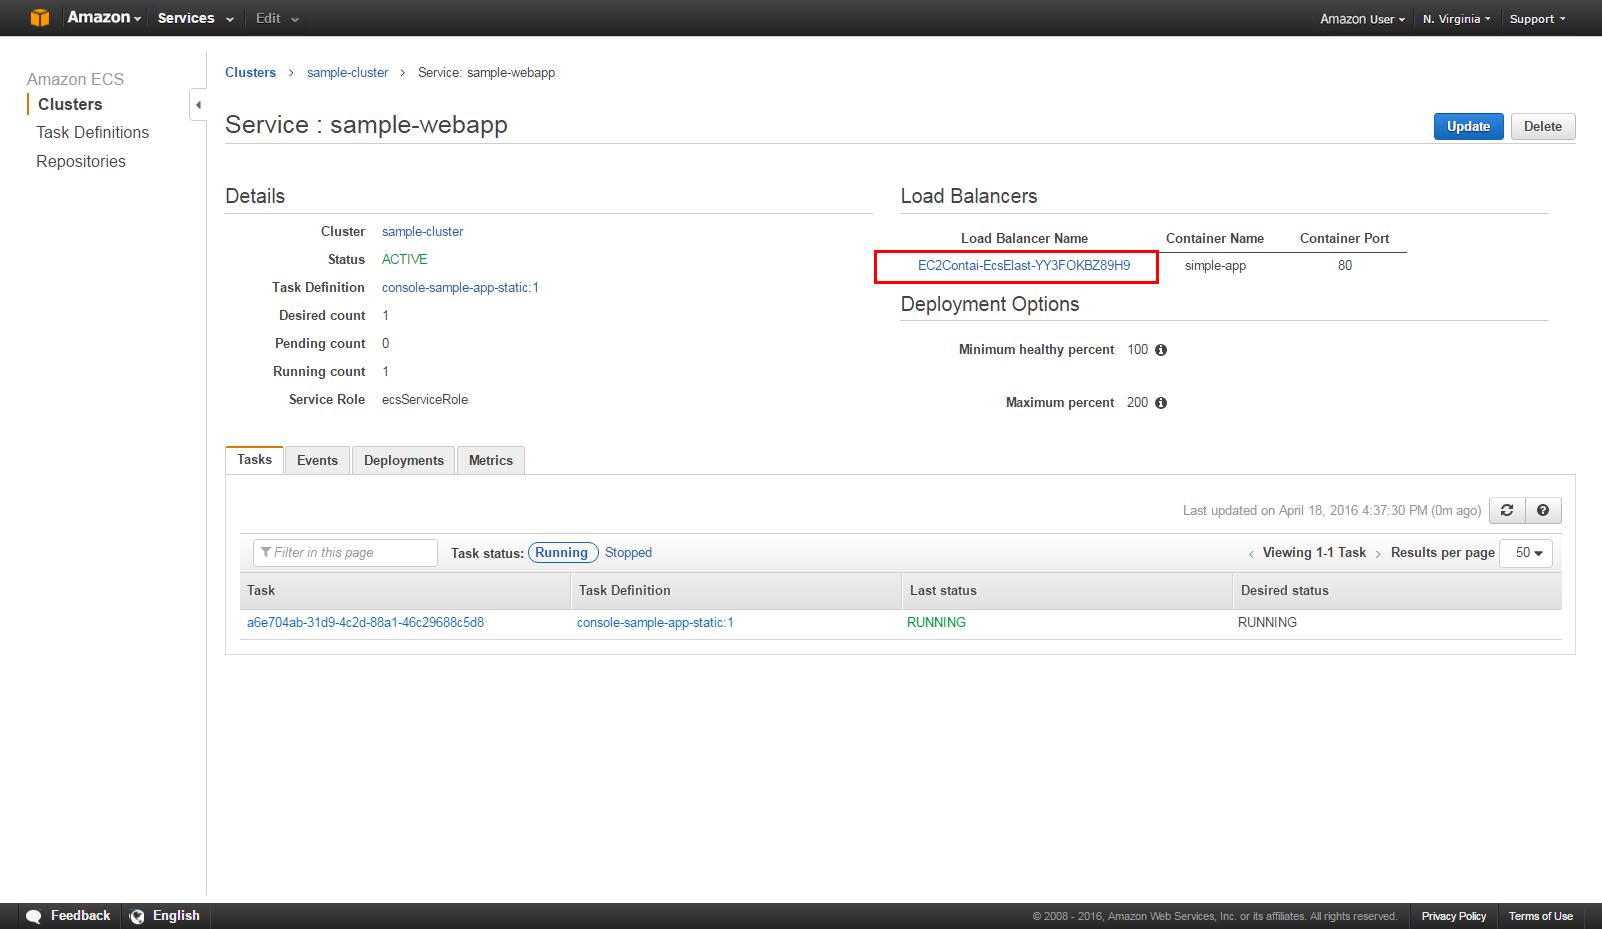 Amazon Services Edit Amazon User N. Virginia Support
Amazon ECS
Clusters
Task Definitions
Repositories
Clusters > sample-cluster > Service: sample-webapp
Service : sample-webapp
Update Delete
Details
Cluster sample-cluster
Status ACTIVE
Task Definition console-sample-app-static:1
Desired count 1
Pending count 0
Running count 1
Service Role ecsServiceRole
Load Balancers
Load Balancer Name Container Name Container Port
EC2Contai-EcsElast-YY3FOKBZ89H9 simple-app 80
Deployment Options
Minimum healthy percent 100
Maximum percent 200
Tasks Events Deployments Metrics
Last updated on April 18, 2016 4:37:30 PM (0m ago)
Filter in this page Task status: Running Stopped < Viewing 1-1 Task > Results per page 50
Task Task Definition Last status Desired status
a6e704ab-31d9-4c2d-88a1-46c29688c5d8 console-sample-app-static:1 RUNNING RUNNING
Feedback English © 2008 - 2016, Amazon Web Services, Inc. or its affiliates. All rights reserved. Privacy Policy Terms of Use